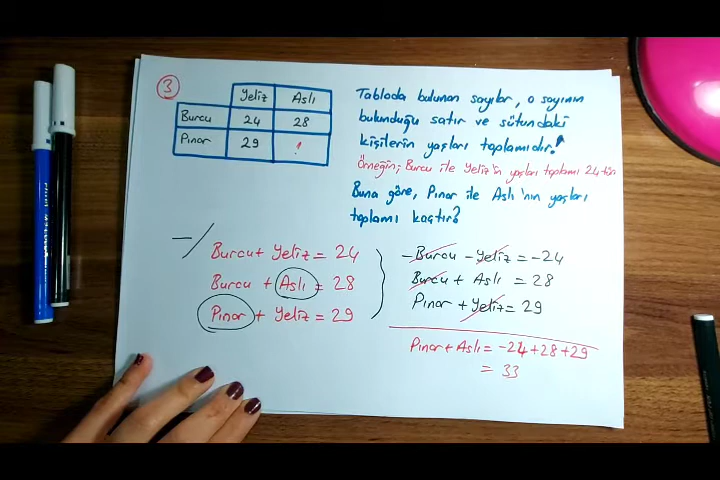 3
Yeliz Aslı
Burcu 24 28
Pınar 29 ?
Tabloda bulunan sayılar, o sayının
bulunduğu satır ve sütundaki
kişilerin yaşları toplamıdır.
Örneğin; Burcu ile Yeliz'in yaşları toplamı 24'tür
Buna göre, Pınar ile Aslı'nın yaşları
toplamı kaçtır?
-/ Burcu + Yeliz = 24
Burcu + Aslı = 28
Pınar + Yeliz = 29
-Burcu - Yeliz = -24
Burcu + Aslı = 28
Pınar + Yeliz = 29
Pınar + Aslı = -24 + 28 + 29
= 33